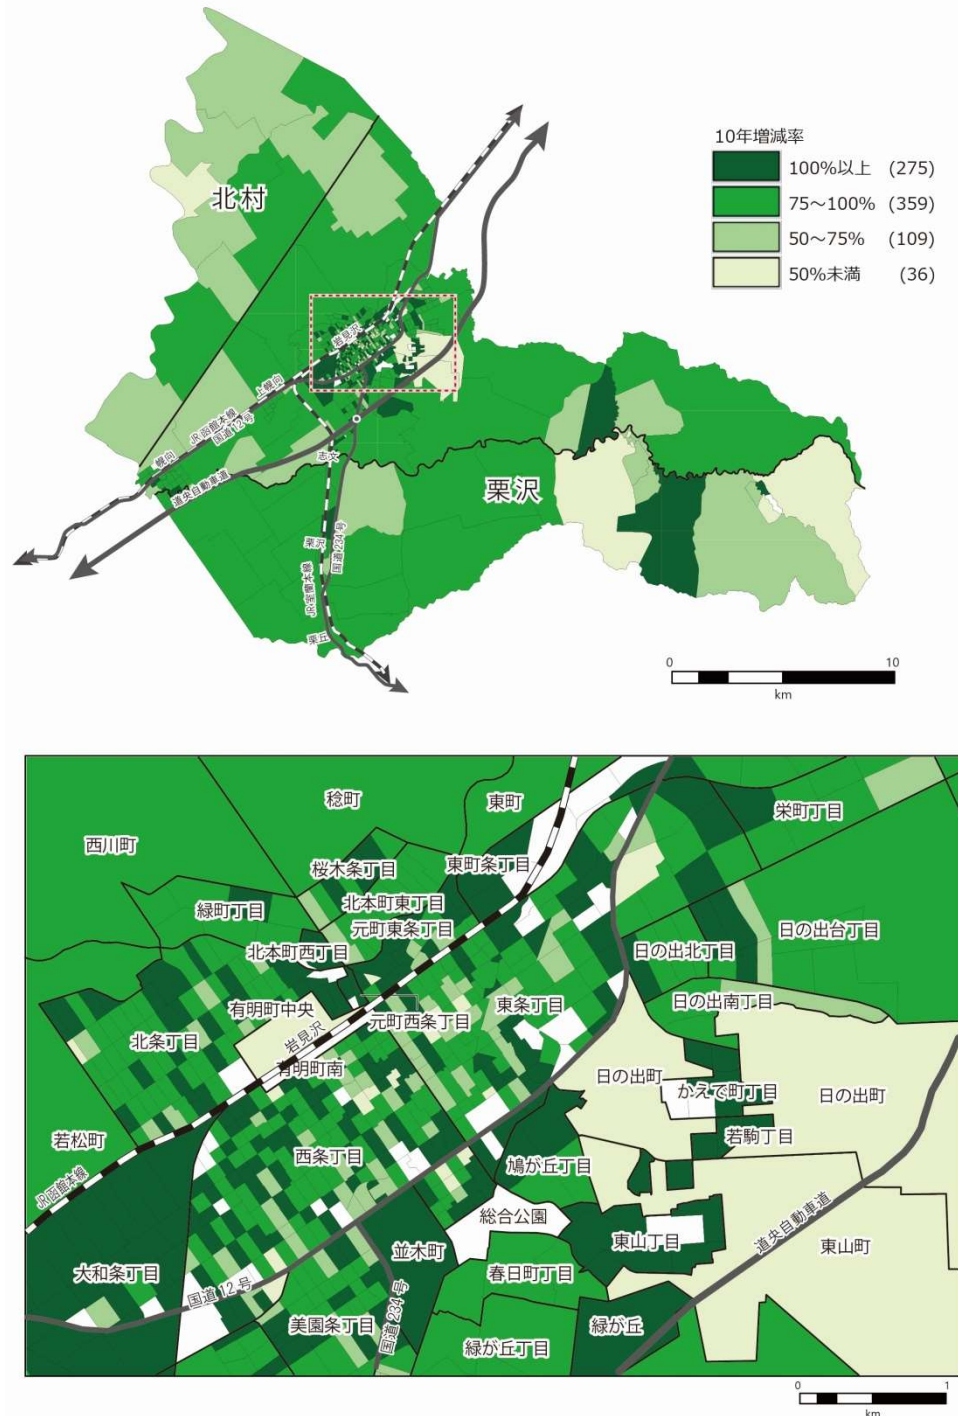 10年増減率
100%以上 (275)
75～100% (359)
50～75% (109)
50%未満 (36)
北村
岩見沢
上幌向
JR函館本線
国道12号
幌向
道央自動車道
志文
栗沢
栗沢
国道234号
JR室蘭本線
栗丘
0 10
km
稔町
東町
栄町丁目
西川町
桜木条丁目
東町条丁目
緑町丁目
北本町東丁目
元町東条丁目
北本町西丁目
日の出北丁目
日の出台丁目
有明町中央
日の出南丁目
東条丁目
元町西条丁目
北条丁目
岩見沢
有明町南
日の出町
かえで町丁目
日の出町
若松町
若駒丁目
西条丁目
鳩が丘丁目
JR函館本線
総合公園
東山丁目
道央自動車道
並木町
東山町
大和条丁目
春日町丁目
国道12号
美園条丁目
国道234号
緑が丘
緑が丘丁目
0 1
km